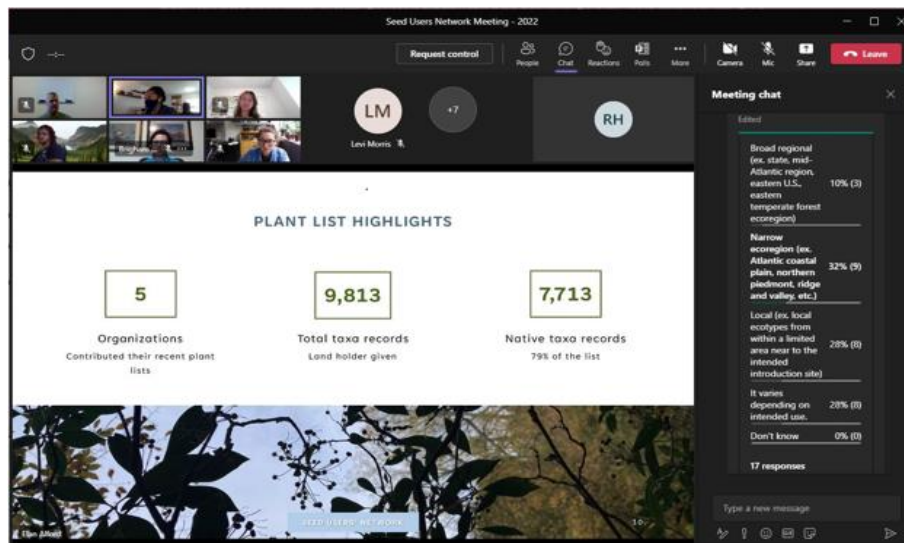 Seed Users Network Meeting - 2022
Request control
People
Chat
Reactions
Polls
More
Camera
Mic
Share
Leave
LM
Levi Morris
+7
RH
PLANT LIST HIGHLIGHTS
5
Organizations
Contributed their recent plant
lists
9,813
Total taxa records
Land holder given
7,713
Native taxa records
79% of the list
SEED USERS' NETWORK
10
Meeting chat
Edited
Broad regional
(ex. state, mid-
Atlantic region,
eastern U.S.,
eastern
temperate forest
ecoregion)
10% (3)
Narrow
ecoregion (ex.
Atlantic coastal
plain, northern
piedmont, ridge
and valley, etc.)
32% (9)
Local (ex. local
ecotypes from
within a limited
area near to the
intended
introduction site)
28% (8)
It varies
depending on
intended use.
28% (8)
Don't know
0% (0)
17 responses
Type a new message